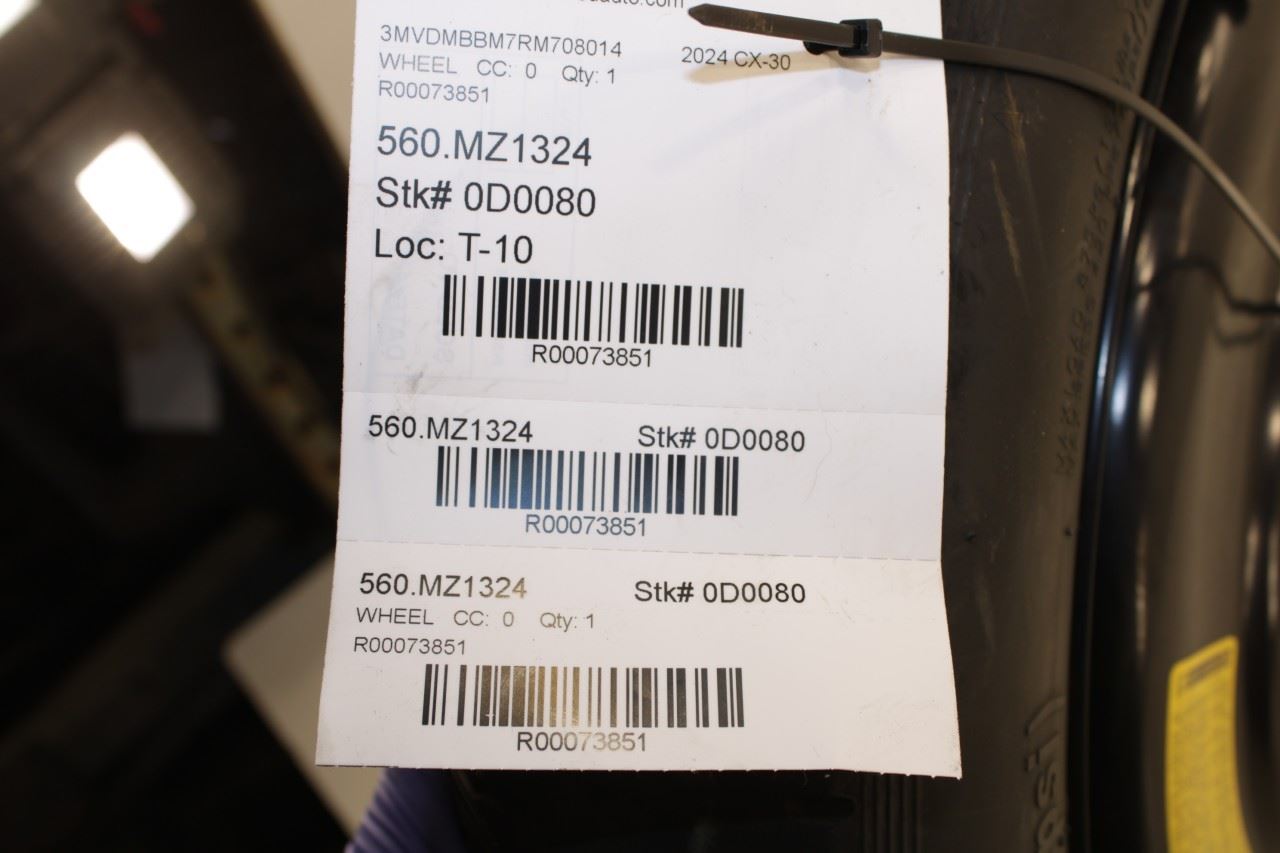 3MVDMBBM7RM708014
2024 CX-30
WHEEL CC: 0 Qty: 1
R00073851
560.MZ1324
Stk# 0D0080
Loc: T-10
R00073851
560.MZ1324 Stk# 0D0080
R00073851
560.MZ1324 Stk# 0D0080
WHEEL CC: 0 Qty: 1
R00073851
R00073851